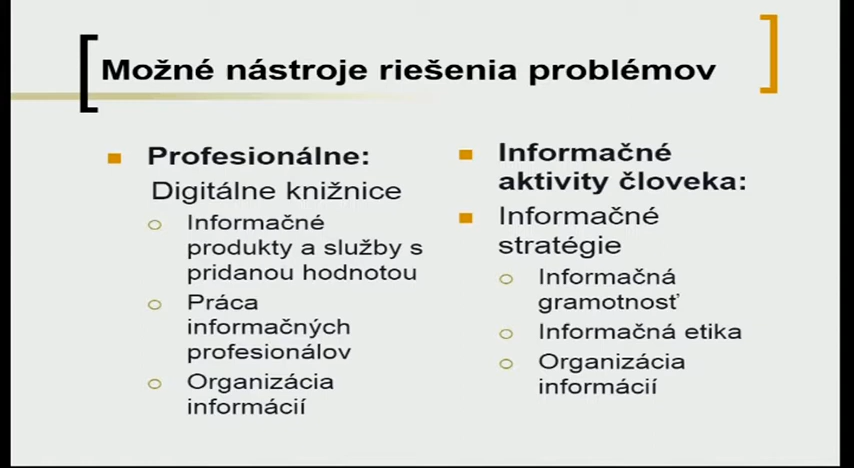 Možné nástroje riešenia problémov
Profesionálne:
Digitálne knižnice
Informačné
produkty a služby s
pridanou hodnotou
Práca
informačných
profesionálov
Organizácia
informácií
Informačné
aktivity človeka:
Informačné
stratégie
Informačná
gramotnosť
Informačná etika
Organizácia
informácií